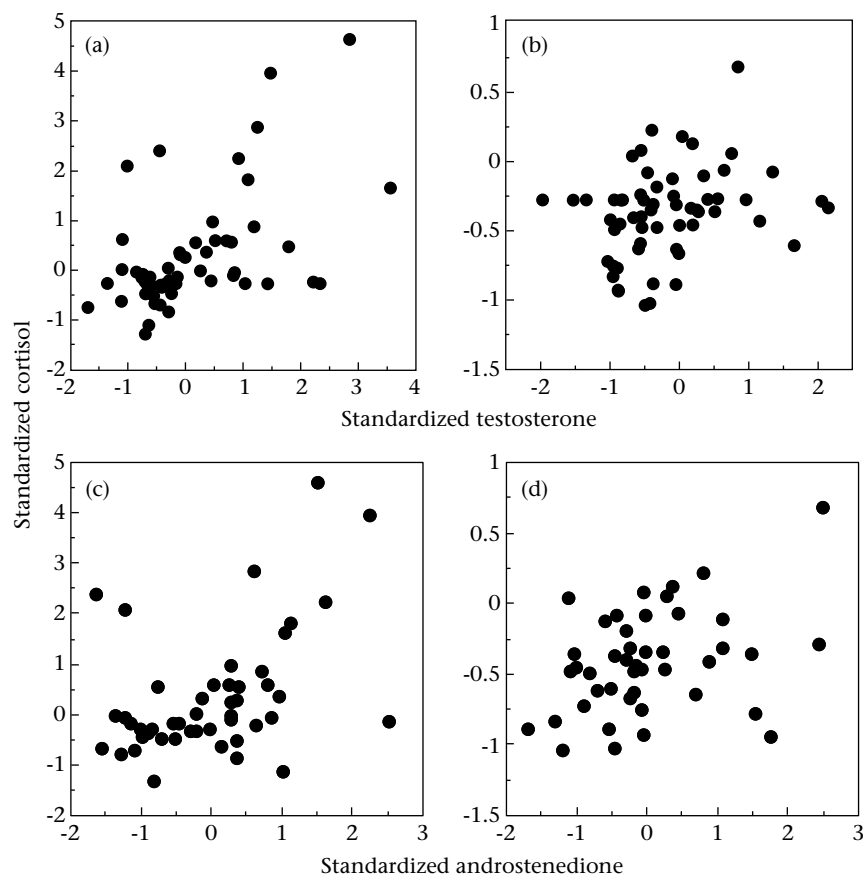 5
4
3
2
1
0
-1
-2
(a)
-2 -1 0 1 2 3 4
1
0.5
0
-0.5
-1
-1.5
(b)
-2 -1 0 1 2
Standardized testosterone
Standardized cortisol
5
4
3
2
1
0
-1
-2
(c)
-2 -1 0 1 2 3
1
0.5
0
-0.5
-1
-1.5
(d)
-2 -1 0 1 2 3
Standardized androstenedione